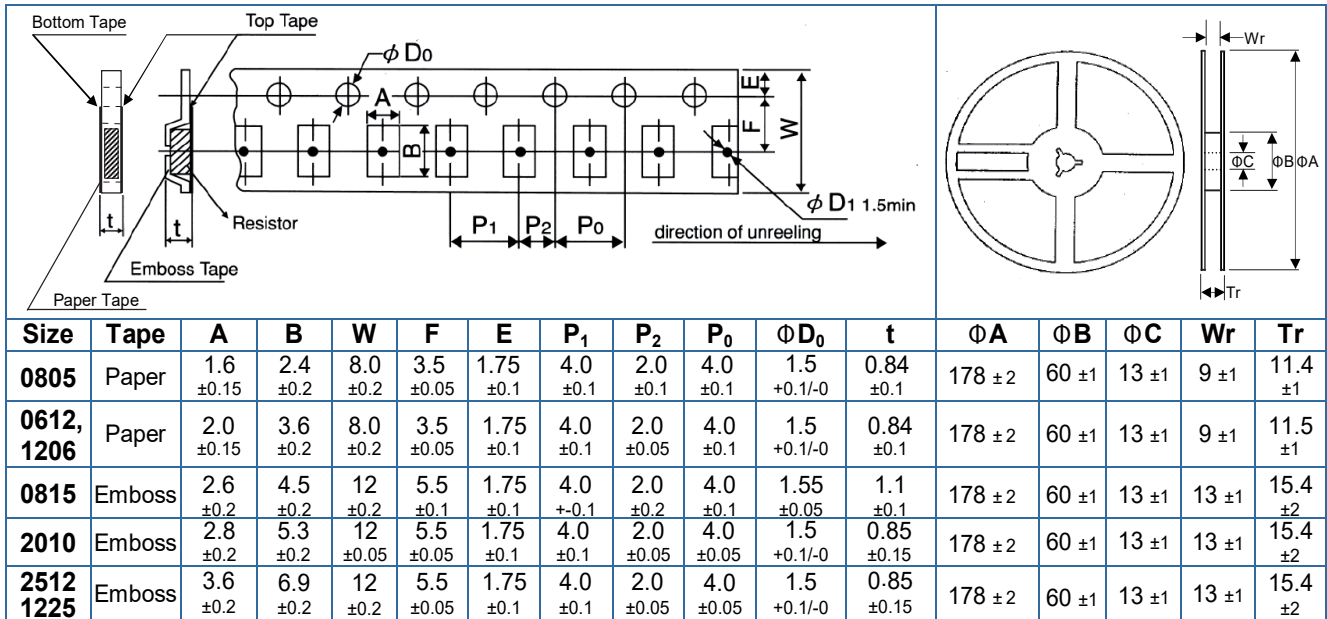 Bottom Tape
Top Tape
ϕ D0
A
B
E
F
W
t
t
Resistor
Emboss Tape
Paper Tape
P1
P2
P0
ϕ D1 1.5min
direction of unreeling
Wr
ΦC
ΦB
ΦA
Tr
Size Tape A B W F E P1 P2 P0 ΦD0 t ΦA ΦB ΦC Wr Tr
0805 Paper 1.6 ±0.15 2.4 ±0.2 8.0 ±0.2 3.5 ±0.05 1.75 ±0.1 4.0 ±0.1 2.0 ±0.1 4.0 ±0.1 1.5 +0.1/-0 0.84 ±0.1 178 ±2 60 ±1 13 ±1 9 ±1 11.4 ±1
0612, 1206 Paper 2.0 ±0.15 3.6 ±0.2 8.0 ±0.2 3.5 ±0.05 1.75 ±0.1 4.0 ±0.1 2.0 ±0.05 4.0 ±0.1 1.5 +0.1/-0 0.84 ±0.1 178 ±2 60 ±1 13 ±1 9 ±1 11.5 ±1
0815 Emboss 2.6 ±0.2 4.5 ±0.2 12 ±0.2 5.5 ±0.1 1.75 ±0.1 4.0 +-0.1 2.0 ±0.2 4.0 ±0.1 1.55 ±0.05 1.1 ±0.1 178 ±2 60 ±1 13 ±1 13 ±1 15.4 ±2
2010 Emboss 2.8 ±0.2 5.3 ±0.2 12 ±0.05 5.5 ±0.05 1.75 ±0.1 4.0 ±0.1 2.0 ±0.05 4.0 ±0.05 1.5 +0.1/-0 0.85 ±0.15 178 ±2 60 ±1 13 ±1 13 ±1 15.4 ±2
2512 1225 Emboss 3.6 ±0.2 6.9 ±0.2 12 ±0.2 5.5 ±0.05 1.75 ±0.1 4.0 ±0.1 2.0 ±0.05 4.0 ±0.05 1.5 +0.1/-0 0.85 ±0.15 178 ±2 60 ±1 13 ±1 13 ±1 15.4 ±2